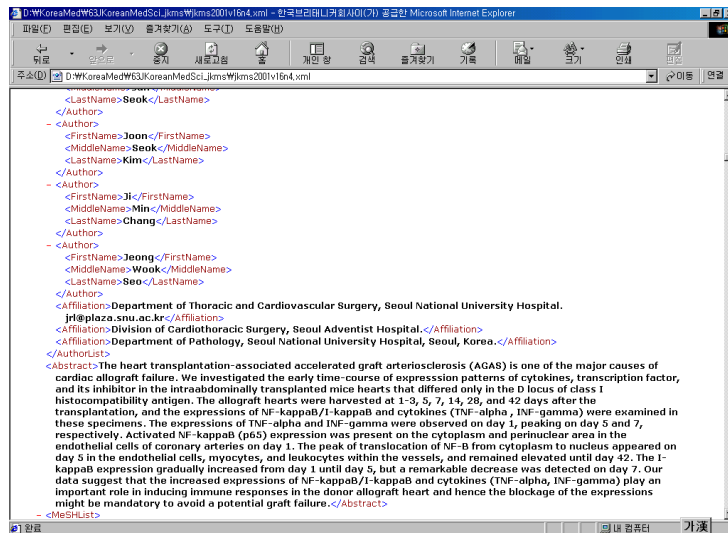 D:₩KoreaMed₩63JKoreanMedSci_jkms₩jkms2001v16n4,xml - 한국브리태니커회사이(가) 공급한 Microsoft Internet Explorer
파일(F) 편집(E) 보기(V) 즐겨찾기(A) 도구(T) 도움말(H)
뒤로 앞으로 중지 새로고침 홈 개인 창 검색 즐겨찾기 기록 메일 크기 인쇄 편집
주소(D) D:₩KoreaMed₩63JKoreanMedSci_jkms₩jkms2001v16n4,xml 이동 연결
<LastName>Seok</LastName>
</Author>
- <Author>
<FirstName>Joon</FirstName>
<MiddleName>Seok</MiddleName>
<LastName>Kim</LastName>
</Author>
- <Author>
<FirstName>Ji</FirstName>
<MiddleName>Min</MiddleName>
<LastName>Chang</LastName>
</Author>
- <Author>
<FirstName>Jeong</FirstName>
<MiddleName>Wook</MiddleName>
<LastName>Seo</LastName>
</Author>
<Affiliation>Department of Thoracic and Cardiovascular Surgery, Seoul National University Hospital.
jrl@plaza.snu.ac.kr</Affiliation>
<Affiliation>Division of Cardiothoracic Surgery, Seoul Adventist Hospital.</Affiliation>
<Affiliation>Department of Pathology, Seoul National University Hospital, Seoul, Korea.</Affiliation>
</AuthorList>
<Abstract>The heart transplantation-associated accelerated graft arteriosclerosis (AGAS) is one of the major causes of
cardiac allograft failure. We investigated the early time-course of expresssion patterns of cytokines, transcription factor,
and its inhibitor in the intraabdominally transplanted mice hearts that differed only in the D locus of class I
histocompatibility antigen. The allograft hearts were harvested at 1-3, 5, 7, 14, 28, and 42 days after the
transplantation, and the expressions of NF-kappaB/I-kappaB and cytokines (TNF-alpha , INF-gamma) were examined in
these specimens. The expressions of TNF-alpha and INF-gamma were observed on day 1, peaking on day 5 and 7,
respectively. Activated NF-kappaB (p65) expression was present on the cytoplasm and perinuclear area in the
endothelial cells of coronary arteries on day 1. The peak of translocation of NF-B from cytoplasm to nucleus appeared on
day 5 in the endothelial cells, myocytes, and leukocytes within the vessels, and remained elevated until day 42. The I-
kappaB expression gradually increased from day 1 until day 5, but a remarkable decrease was detected on day 7. Our
data suggest that the increased expressions of NF-kappaB/I-kappaB and cytokines (TNF-alpha, INF-gamma) play an
important role in inducing immune responses in the donor allograft heart and hence the blockage of the expressions
might be mandatory to avoid a potential graft failure.</Abstract>
- <MeSHList>
완료 내 컴퓨터 가漢